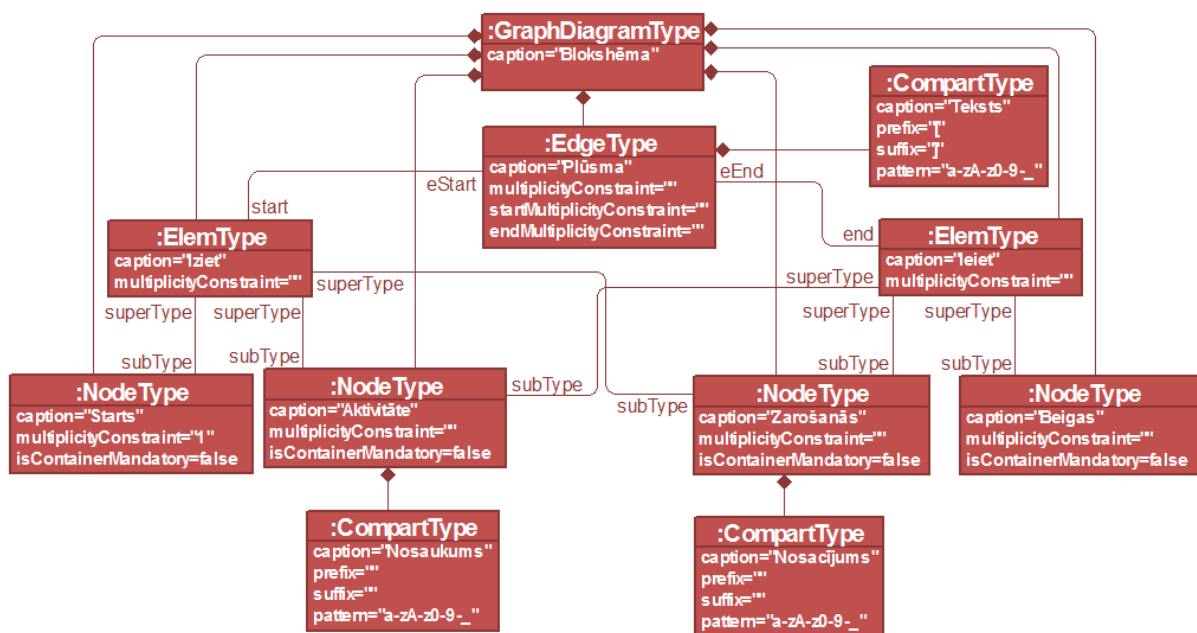 :GraphDiagramType
caption="Blokshēma"
:CompartType
caption="Teksts"
prefix="["
suffix="]"
pattern="a-zA-z0-9-_"
:EdgeType
caption="Plūsma"
multiplicityConstraint=""
startMultiplicityConstraint=""
endMultiplicityConstraint=""
eStart
eEnd
start
end
:ElemType
caption="Iziet"
multiplicityConstraint=""
:ElemType
caption="Ieiet"
multiplicityConstraint=""
superType
superType
superType
superType
superType
superType
subType
subType
subType
subType
subType
subType
:NodeType
caption="Starts"
multiplicityConstraint="1"
isContainerMandatory=false
:NodeType
caption="Aktivitāte"
multiplicityConstraint=""
isContainerMandatory=false
:NodeType
caption="Zarošanās"
multiplicityConstraint=""
isContainerMandatory=false
:NodeType
caption="Beigas"
multiplicityConstraint=""
isContainerMandatory=false
:CompartType
caption="Nosaukums"
prefix=""
suffix=""
pattern="a-zA-z0-9-_"
:CompartType
caption="Nosacījums"
prefix=""
suffix=""
pattern="a-zA-z0-9-_"